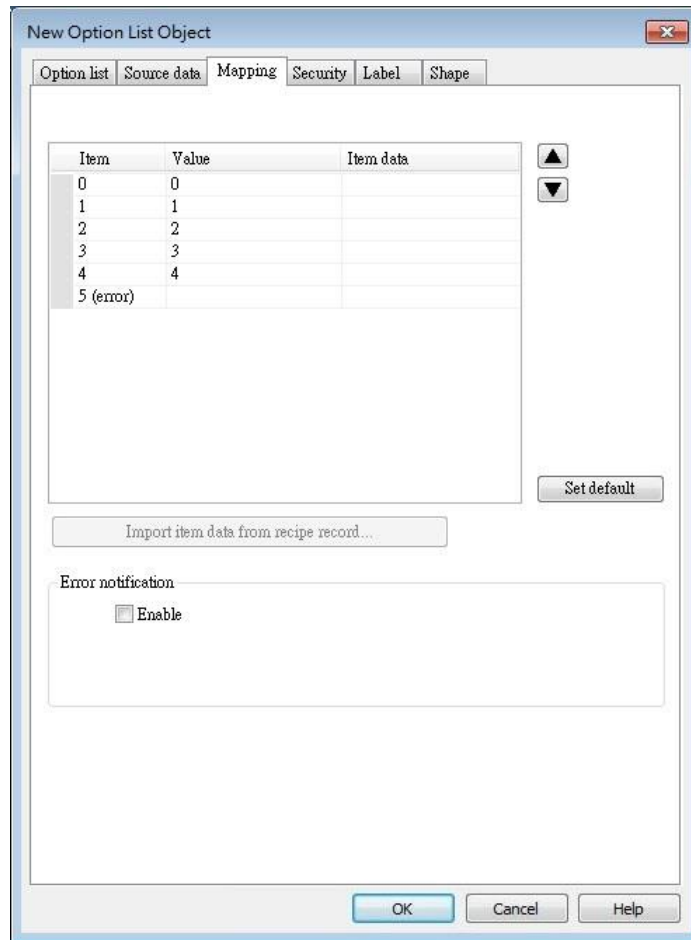 New Option List Object
Option list Source data Mapping Security Label Shape
Item Value Item data
0 0
1 1
2 2
3 3
4 4
5 (error)
Set default
Import item data from recipe record...
Error notification
Enable
OK Cancel Help